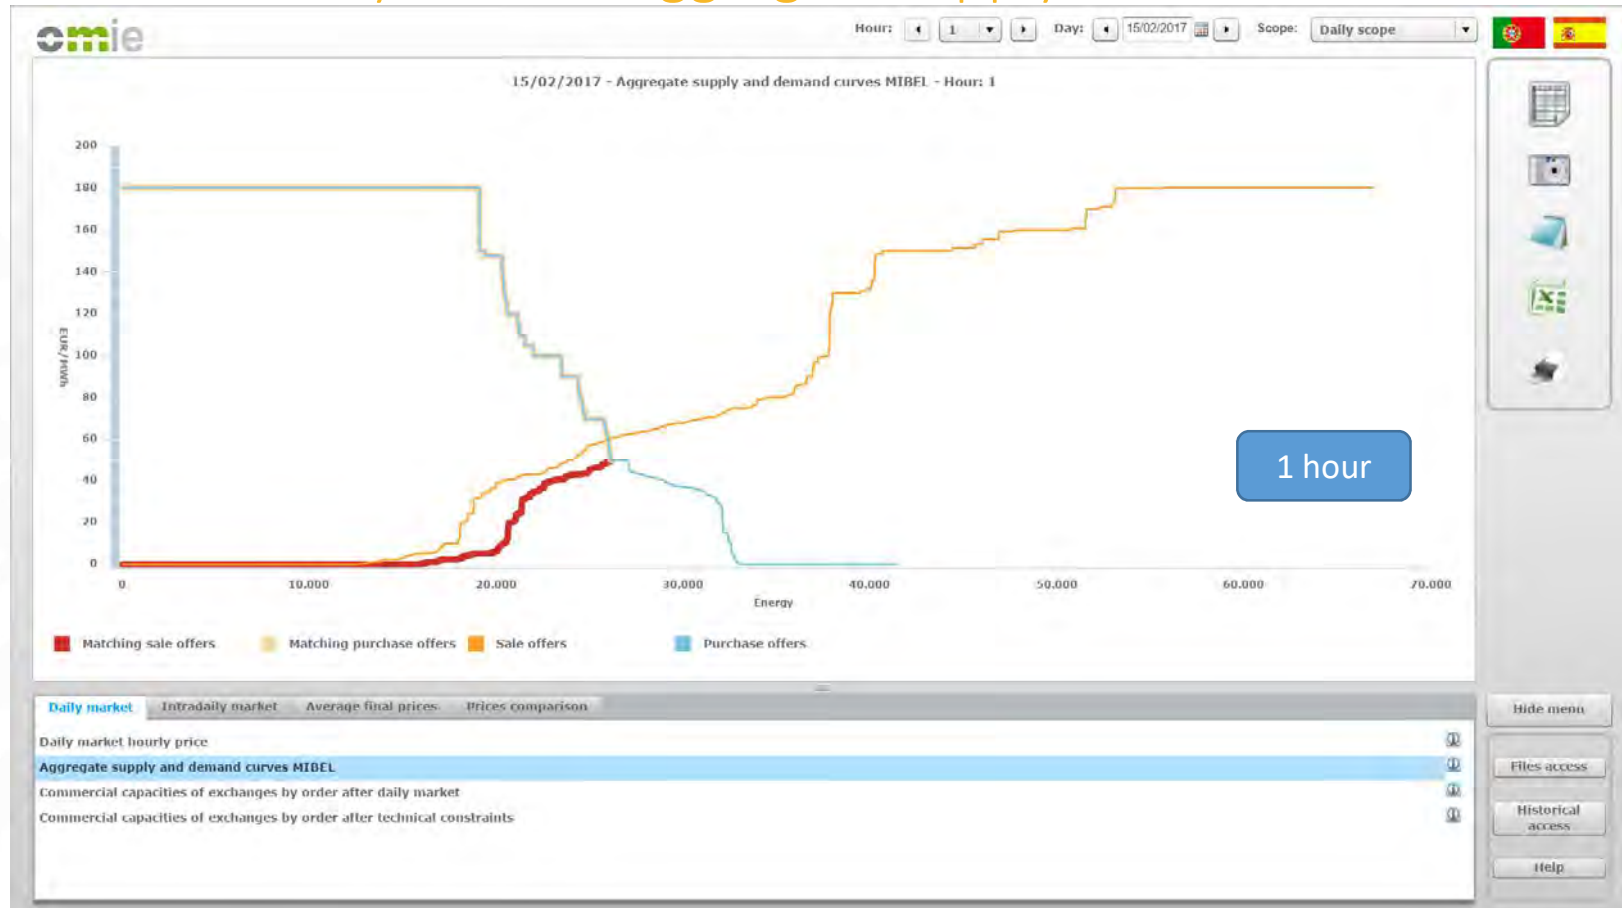 omie
Hour: 1 Day: 15/02/2017 Scope: Daily scope
15/02/2017 - Aggregate supply and demand curves MIBEL - Hour: 1
200
180
160
140
120
100
80
60
40
20
0
EUR/MWh
0 10.000 20.000 30.000 40.000 50.000 60.000 70.000
Energy
1 hour
Matching sale offers Matching purchase offers Sale offers Purchase offers
Daily market Intradaily market Average final prices Prices comparison
Daily market hourly price
Aggregate supply and demand curves MIBEL
Commercial capacities of exchanges by order after daily market
Commercial capacities of exchanges by order after technical constraints
Hide menu
Files access
Historical
access
Help